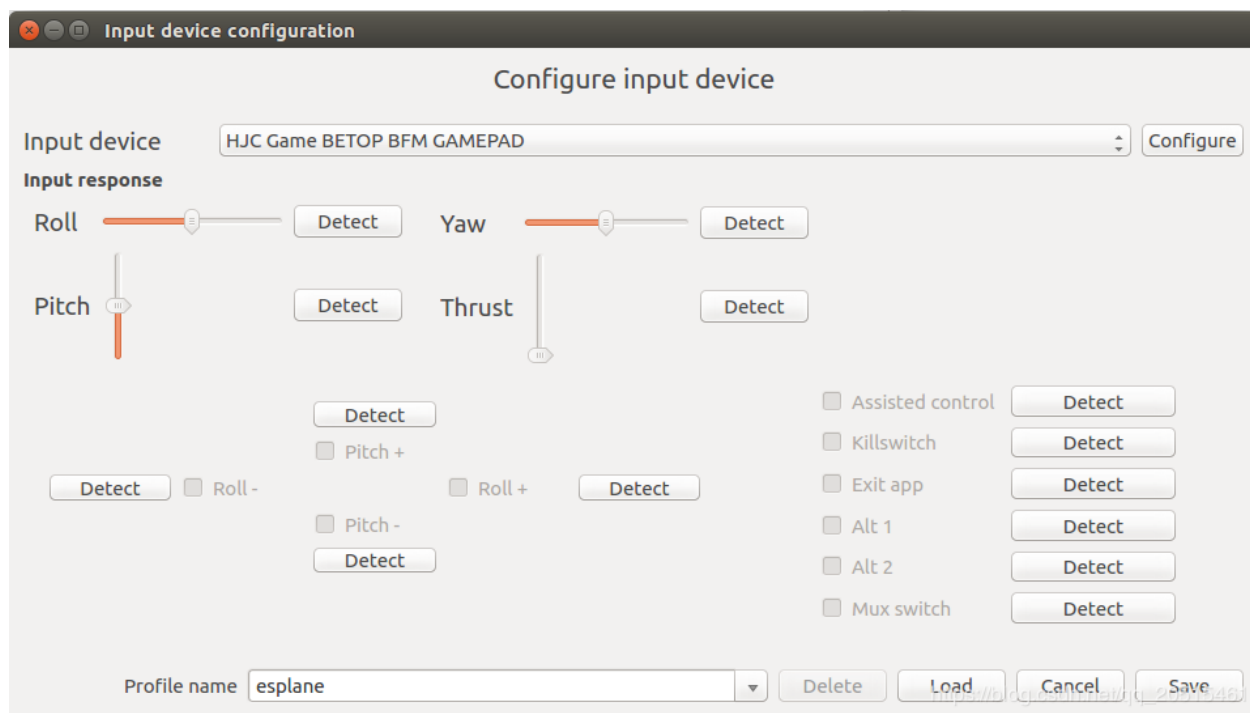 Input device configuration
Configure input device
Input device HJC Game BETOP BFM GAMEPAD Configure
Input response
Roll Detect Yaw Detect
Pitch Detect Thrust Detect
Detect
Pitch +
Detect Roll - Roll + Detect
Pitch -
Detect
Assisted control Detect
Killswitch Detect
Exit app Detect
Alt 1 Detect
Alt 2 Detect
Mux switch Detect
Profile name esplane Delete Load Cancel Save